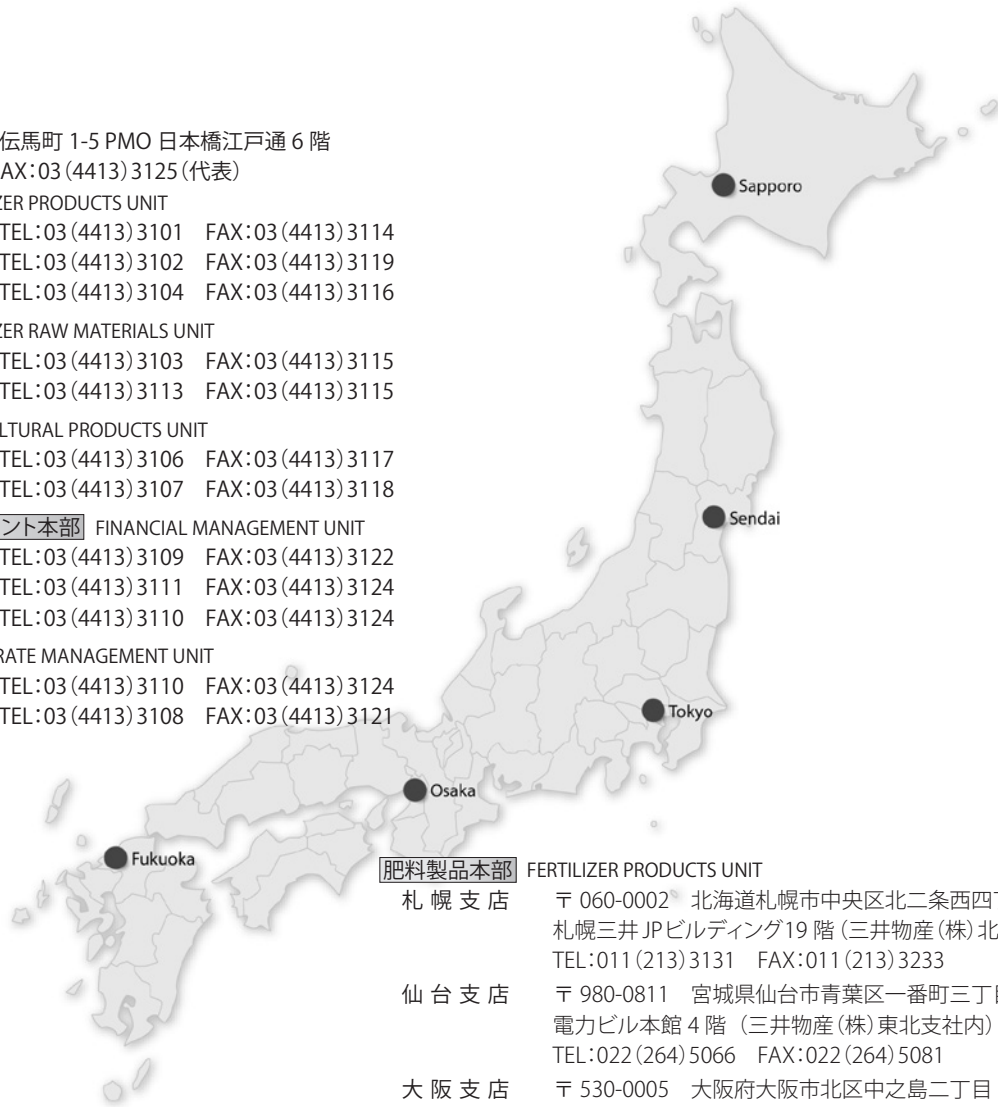 伝馬町 1-5 PMO 日本橋江戸通 6 階
AX:03(4413)3125(代表)
ZER PRODUCTS UNIT
TEL:03(4413)3101 FAX:03(4413)3114
TEL:03(4413)3102 FAX:03(4413)3119
TEL:03(4413)3104 FAX:03(4413)3116
ZER RAW MATERIALS UNIT
TEL:03(4413)3103 FAX:03(4413)3115
TEL:03(4413)3113 FAX:03(4413)3115
LTURAL PRODUCTS UNIT
TEL:03(4413)3106 FAX:03(4413)3117
TEL:03(4413)3107 FAX:03(4413)3118
ント本部 FINANCIAL MANAGEMENT UNIT
TEL:03(4413)3109 FAX:03(4413)3122
TEL:03(4413)3111 FAX:03(4413)3124
TEL:03(4413)3110 FAX:03(4413)3124
RATE MANAGEMENT UNIT
TEL:03(4413)3110 FAX:03(4413)3124
TEL:03(4413)3108 FAX:03(4413)3121
Sapporo
Sendai
Tokyo
Osaka
Fukuoka
肥料製品本部 FERTILIZER PRODUCTS UNIT
札幌支店 〒060-0002 北海道札幌市中央区北二条西四丁
札幌三井JPビルディング19 階(三井物産(株)北
TEL:011(213)3131 FAX:011(213)3233
仙台支店 〒980-0811 宮城県仙台市青葉区一番町三丁目
電力ビル本館 4 階 (三井物産(株)東北支社内)
TEL:022(264)5066 FAX:022(264)5081
大阪支店 〒530-0005 大阪府大阪市北区中之島二丁目